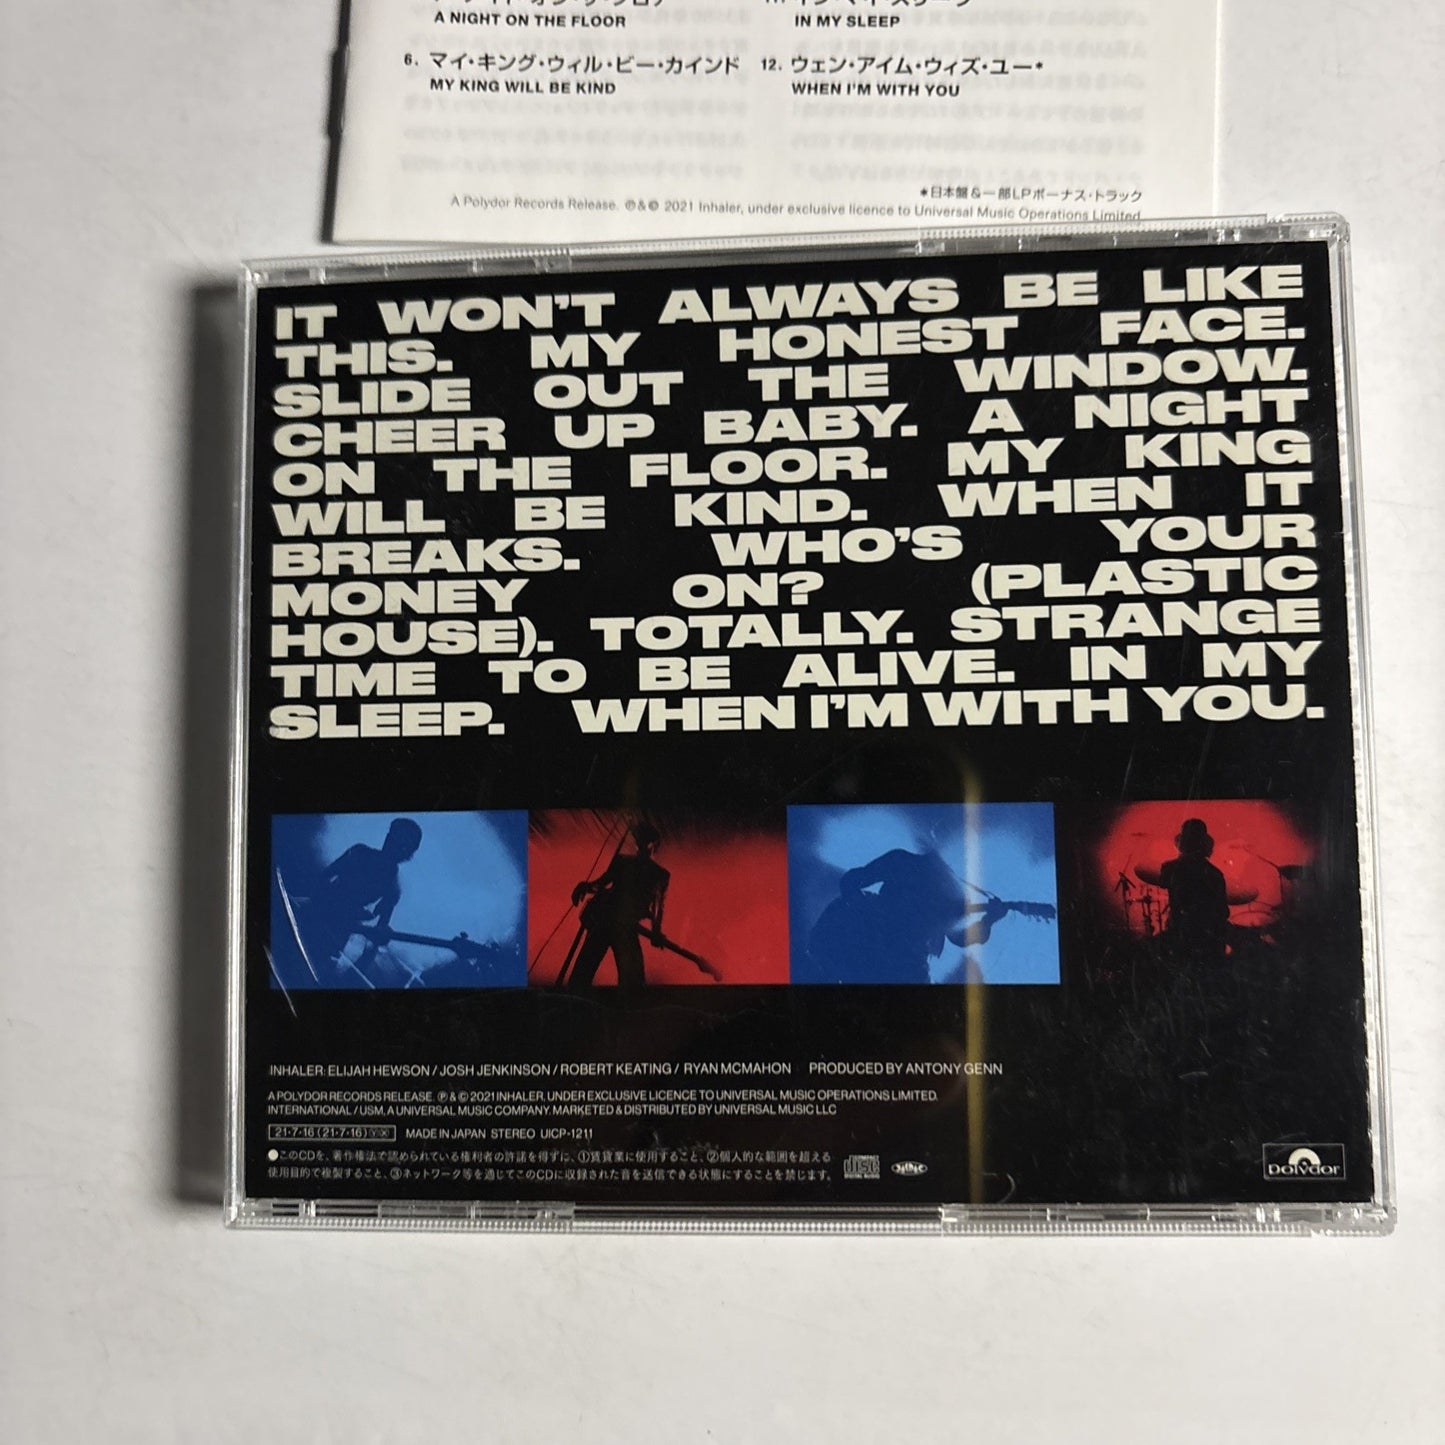 A NIGHT ON THE FLOOR
IN MY SLEEP
6. マイ・キング・ウィル・ビー・カインド
MY KING WILL BE KIND
12. ウェン・アイム・ウィズ・ユー*
WHEN I'M WITH YOU
*日本盤&一部LPボーナス・トラック
A Polydor Records Release. ℗&© 2021 Inhaler, under exclusive licence to Universal Music Operations Limited
IT WON'T ALWAYS BE LIKE
THIS. MY HONEST FACE.
SLIDE OUT THE WINDOW.
CHEER UP BABY. A NIGHT
ON THE FLOOR. MY KING
WILL BE KIND. WHEN IT
BREAKS. WHO'S YOUR
MONEY ON? (PLASTIC
HOUSE). TOTALLY. STRANGE
TIME TO BE ALIVE. IN MY
SLEEP. WHEN I'M WITH YOU.
INHALER: ELIJAH HEWSON / JOSH JENKINSON / ROBERT KEATING / RYAN MCMAHON PRODUCED BY ANTONY GENN
A POLYDOR RECORDS RELEASE. ℗ & © 2021 INHALER, UNDER EXCLUSIVE LICENCE TO UNIVERSAL MUSIC OPERATIONS LIMITED.
INTERNATIONAL / USM, A UNIVERSAL MUSIC COMPANY. MARKETED & DISTRIBUTED BY UNIVERSAL MUSIC LLC
21·7·16 (21·7·16) MADE IN JAPAN STEREO UICP-1211
●このCDを、著作権法で認められている権利者の許諾を得ずに、①賃貸業に使用すること、②個人的な範囲を超える
使用目的で複製すること、③ネットワーク等を通じてこのCDに収録された音を送信できる状態にすることを禁じます。
COMPACT
disc
DIGITAL AUDIO
polydor